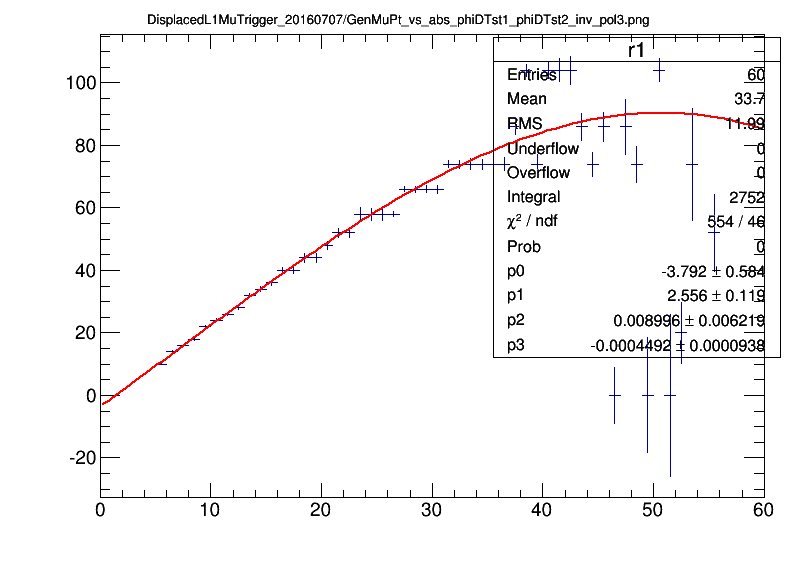 DisplacedL1MuTrigger_20160707/GenMuPt_vs_abs_phiDTst1_phiDTst2_inv_pol3.png
r1
Entries 60
Mean 33.7
RMS 11.99
Underflow 0
Overflow 0
Integral 2752
χ² / ndf 554 / 46
Prob 0
p0 -3.792 ± 0.584
p1 2.556 ± 0.119
p2 0.008996 ± 0.006219
p3 -0.0004492 ± 0.0000938
100
80
60
40
20
0
-20
0 10 20 30 40 50 60